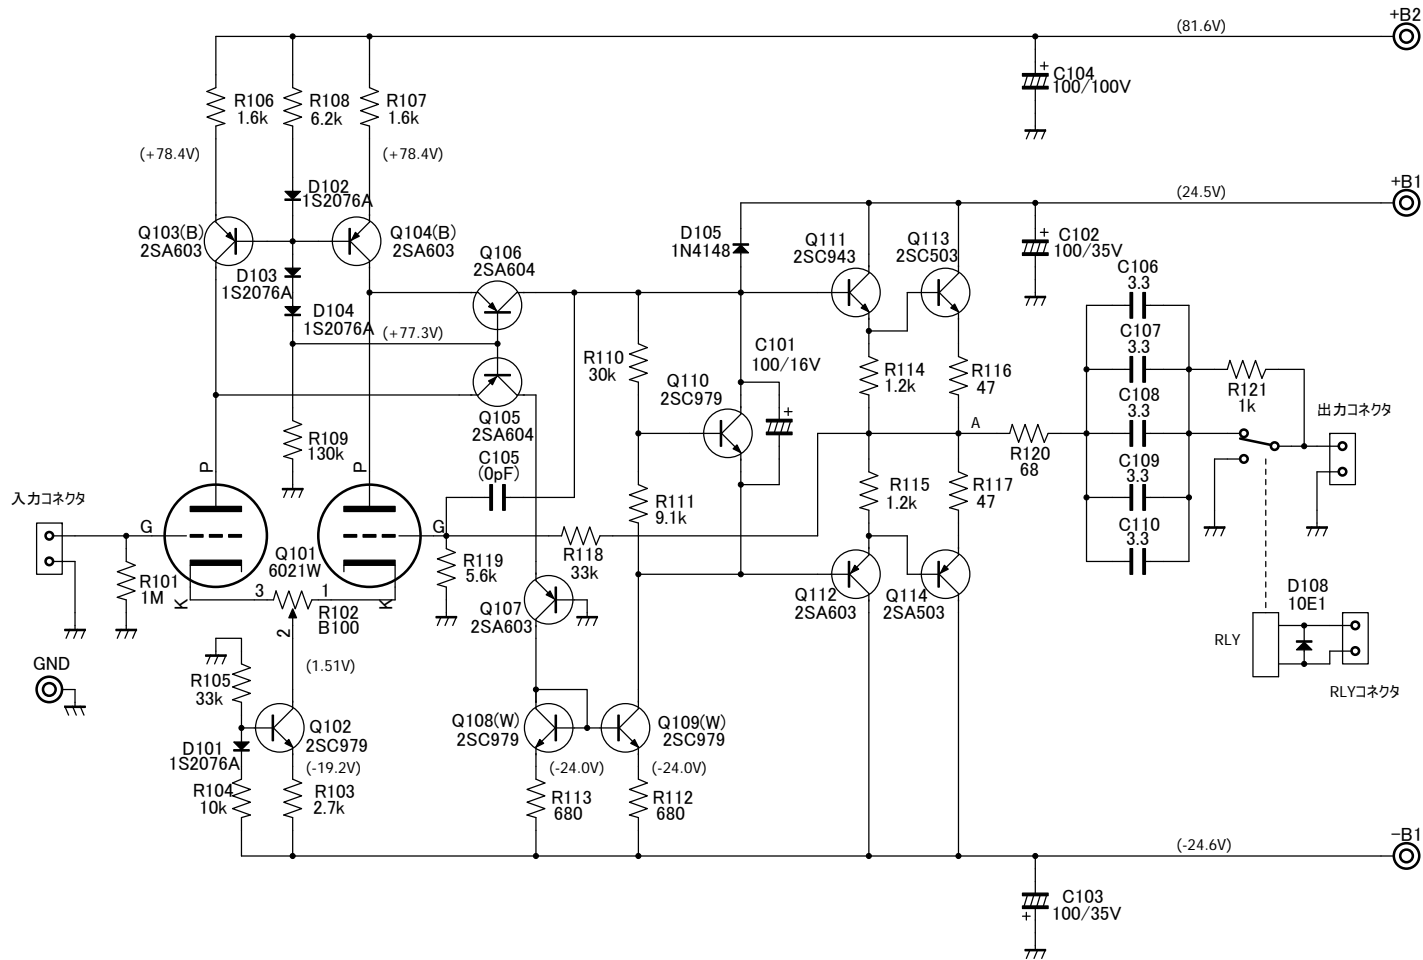 +B2
(81.6V)
C104
100/100V
R106
1.6k
R108
6.2k
R107
1.6k
(+78.4V)
(+78.4V)
D102
1S2076A
+B1
(24.5V)
Q103(B)
2SA603
Q104(B)
2SA603
Q106
2SA604
D105
1N4148
Q111
2SC943
Q113
2SC503
C102
100/35V
D103
1S2076A
D104
1S2076A
(+77.3V)
C106
3.3
C107
3.3
C108
3.3
C109
3.3
C110
3.3
R110
30k
C101
100/16V
Q110
2SC979
R114
1.2k
R116
47
R121
1k
出力コネクタ
Q105
2SA604
R109
130k
A
R120
68
C105
(0pF)
P
P
入力コネクタ
G
G
R111
9.1k
R115
1.2k
R117
47
Q101
6021W
R118
33k
R119
5.6k
R101
1M
K
3
1
K
R102
B100
2
Q107
2SA603
Q112
2SA603
Q114
2SA503
D108
10E1
RLY
RLYコネクタ
GND
(1.51V)
R105
33k
Q102
2SC979
Q108(W)
2SC979
Q109(W)
2SC979
D101
1S2076A
(-19.2V)
(-24.0V)
(-24.0V)
R104
10k
R103
2.7k
R113
680
R112
680
−B1
(-24.6V)
C103
100/35V